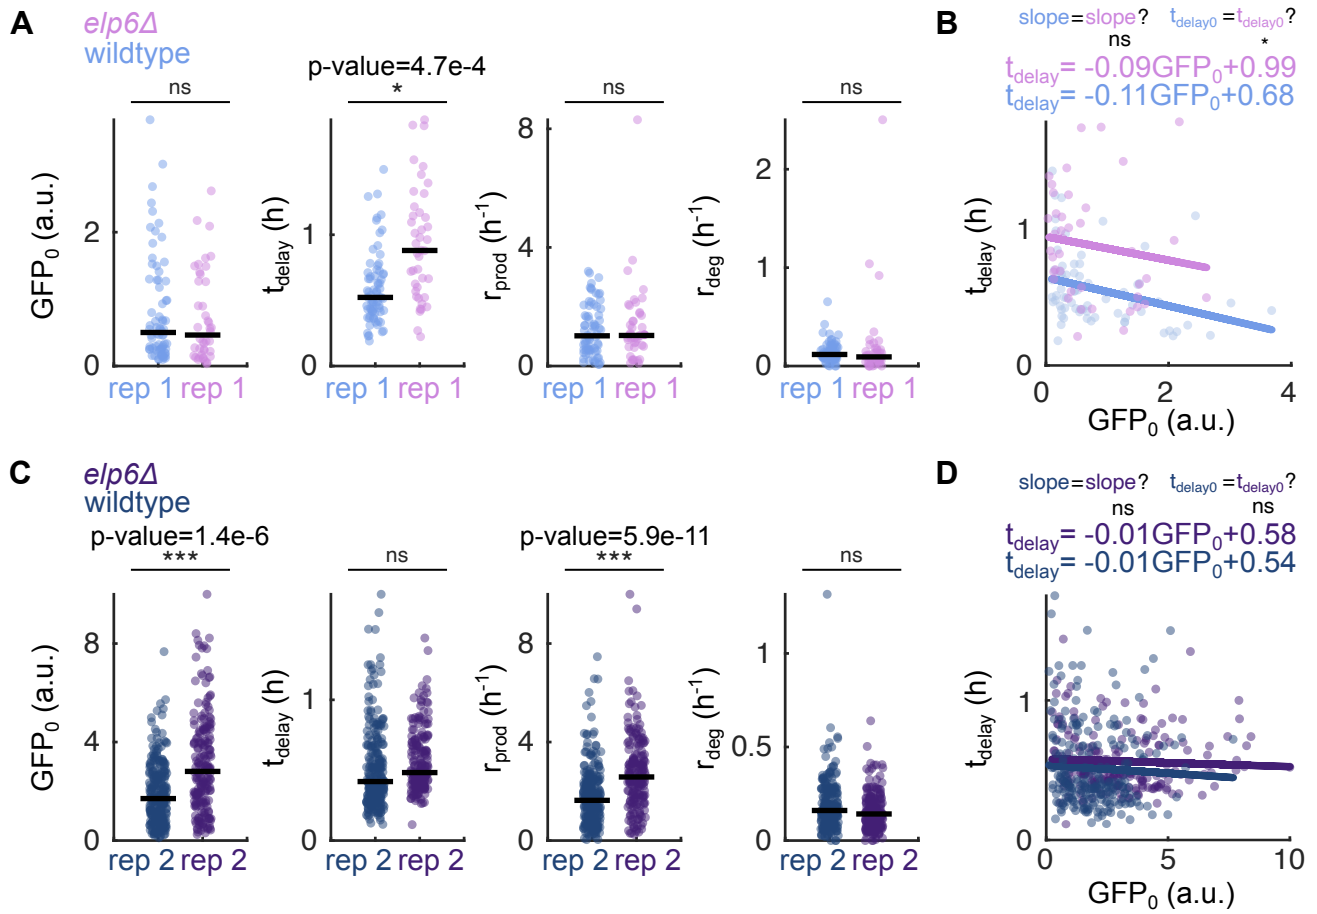 A
elp6Δ
wildtype
ns
p-value=4.7e-4
*
ns
ns
GFP0 (a.u.)
2
0
rep 1 rep 1
tdelay (h)
1
0
rep 1 rep 1
rprod (h-1)
8
4
0
rep 1 rep 1
rdeg (h-1)
2
1
0
rep 1 rep 1
B
slope=slope? tdelay0=tdelay0?
ns *
tdelay= -0.09GFP0+0.99
tdelay= -0.11GFP0+0.68
tdelay (h)
1
0
0 2 4
GFP0 (a.u.)
C
elp6Δ
wildtype
p-value=1.4e-6
***
ns
p-value=5.9e-11
***
ns
GFP0 (a.u.)
8
4
0
rep 2 rep 2
tdelay (h)
1
0
rep 2 rep 2
rprod (h-1)
8
4
0
rep 2 rep 2
rdeg (h-1)
1
0.5
0
rep 2 rep 2
D
slope=slope? tdelay0=tdelay0?
ns ns
tdelay= -0.01GFP0+0.58
tdelay= -0.01GFP0+0.54
tdelay (h)
1
0
0 5 10
GFP0 (a.u.)